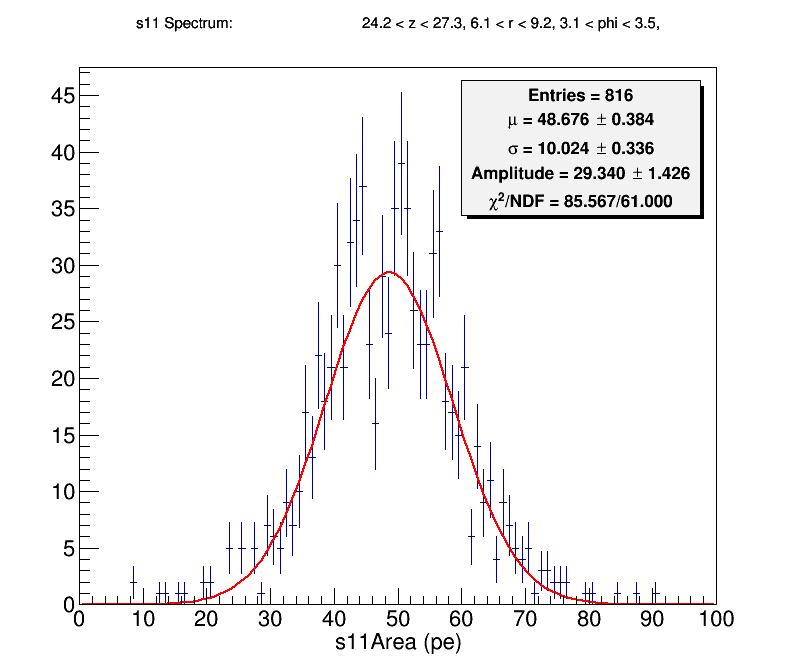 s11 Spectrum: 24.2 < z < 27.3, 6.1 < r < 9.2, 3.1 < phi < 3.5,
Entries = 816
μ = 48.676 ± 0.384
σ = 10.024 ± 0.336
Amplitude = 29.340 ± 1.426
χ²/NDF = 85.567/61.000
45
40
35
30
25
20
15
10
5
0
0 10 20 30 40 50 60 70 80 90 100
s11Area (pe)